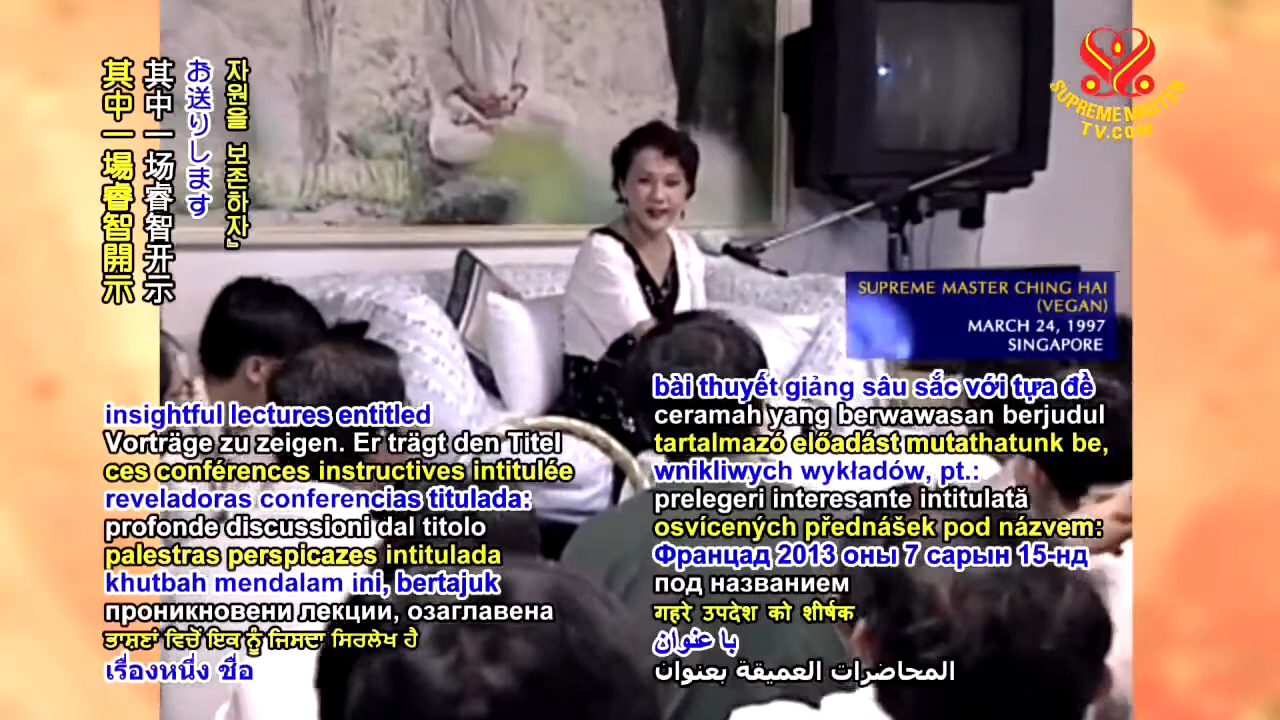 자원을 보존하자』
お送りします
其中一场睿智开示
其中一場睿智開示
SUPREME MASTER
TV.COM
SUPREME MASTER CHING HAI
(VEGAN)
MARCH 24, 1997
SINGAPORE
insightful lectures entitled
Vorträge zu zeigen. Er trägt den Titel
ces conférences instructives intitulée
reveladoras conferencias titulada:
profonde discussioni dal titolo
palestras perspicazes intitulada
khutbah mendalam ini, bertajuk
проникновени лекции, озаглавена
ਭਾਸ਼ਣਾਂ ਵਿਚੋਂ ਇਕ ਨੂੰ ਜਿਸਦਾ ਸਿਰਲੇਖ ਹੈ
เรื่องหนึ่ง ชื่อ
bài thuyết giảng sâu sắc với tựa đề
ceramah yang berwawasan berjudul
tartalmazó előadást mutathatunk be,
wnikliwych wykładów, pt.:
prelegeri interesante intitulată
osvícených přednášek pod názvem:
Францад 2013 оны 7 сарын 15-нд
под названием
गहरे उपदेश को शीर्षक
با عنوان
المحاضرات العميقة بعنوان